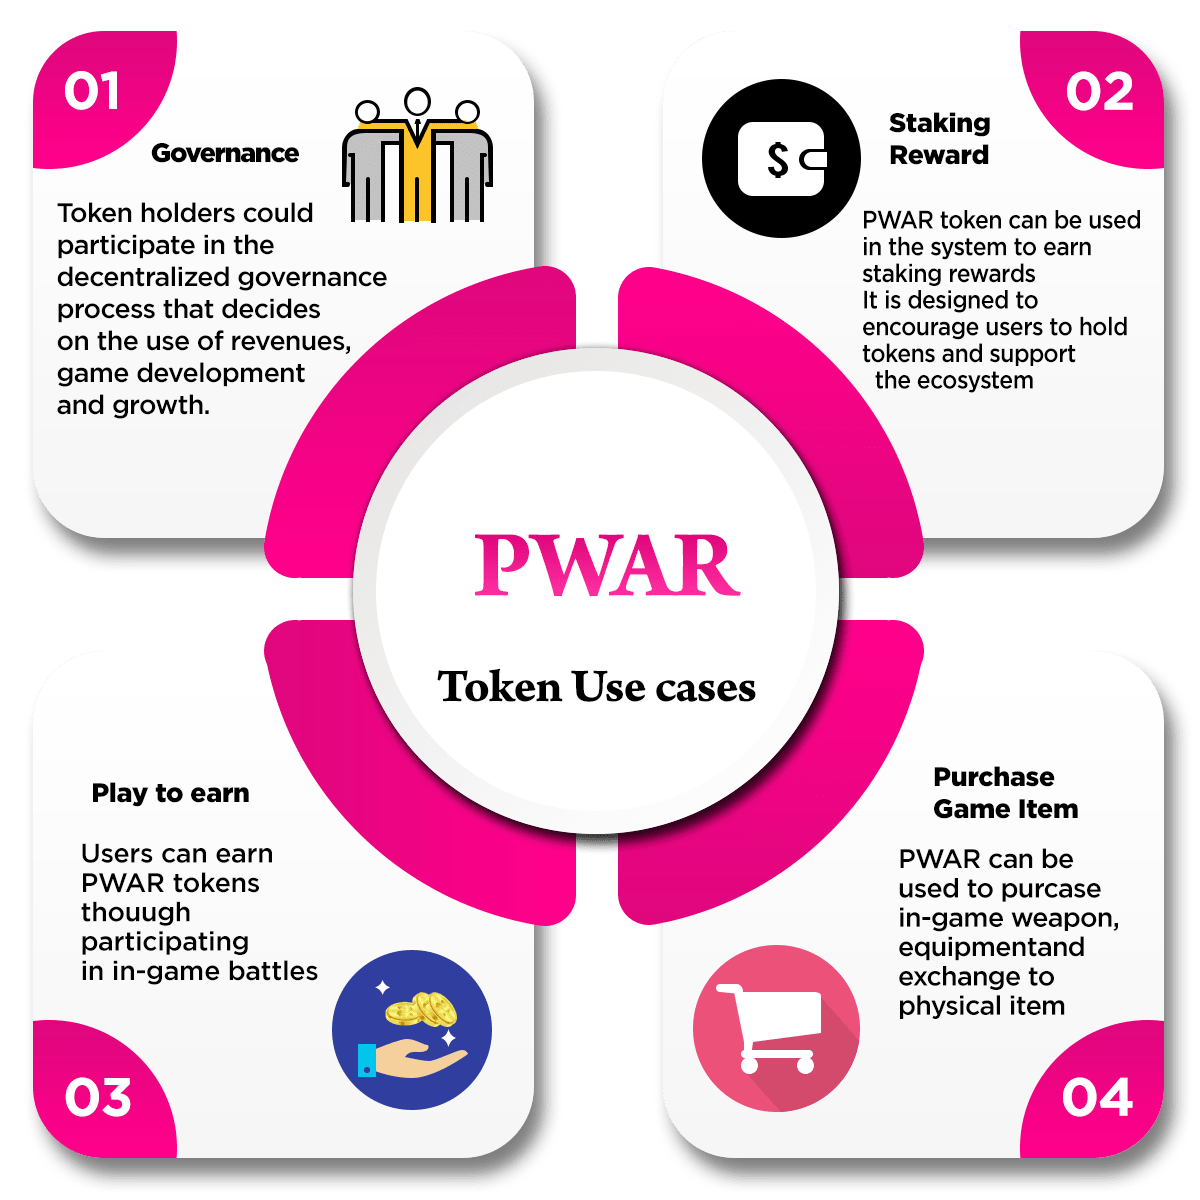 01
Governance
Token holders could
participate in the
decentralized governance
process that decides
on the use of revenues,
game development
and growth.
02
Staking
Reward
$
PWAR token can be used
in the system to earn
staking rewards
It is designed to
encourage users to hold
tokens and support
the ecosystem
PWAR
Token Use cases
Play to earn
Users can earn
PWAR tokens
thouugh
participating
in in-game battles
03
Purchase
Game Item
PWAR can be
used to purcase
in-game weapon,
equipmentand
exchange to
physical item
04